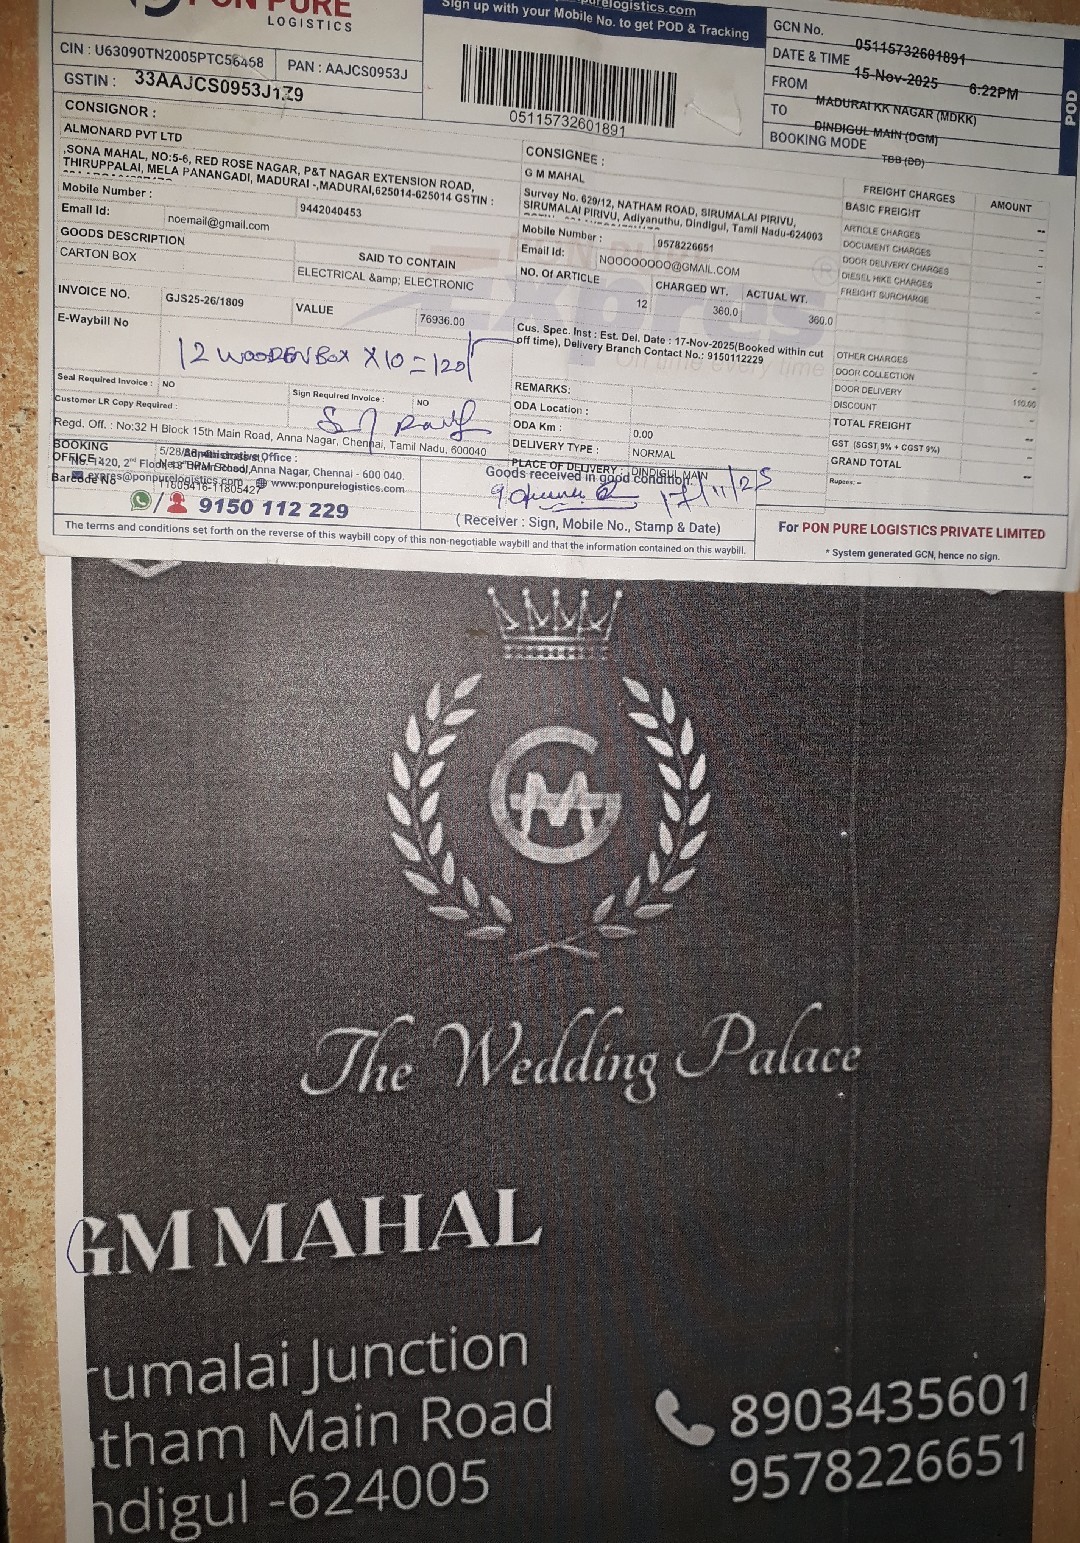 PON PURE
LOGISTICS
purelogistics.com
Sign up with your Mobile No. to get POD & Tracking
CIN : U63090TN2005PTC56458
PAN : AAJCS0953J
GSTIN : 33AAJCS0953J1Z9
05115732601891
GCN No. 05115732601891
DATE & TIME 15-Nov-2025 6:22PM
FROM MADURAI KK NAGAR (MDKK)
TO DINDIGUL MAIN (DGM)
BOOKING MODE TBB (DD)
POD
CONSIGNOR :
ALMONARD PVT LTD
,SONA MAHAL, NO:5-6, RED ROSE NAGAR, P&T NAGAR EXTENSION ROAD,
THIRUPPALAI, MELA PANANGADI, MADURAI -,MADURAI,625014-625014 GSTIN :
Mobile Number : 9442040453
Email Id: noemail@gmail.com
CONSIGNEE :
G M MAHAL
Survey No. 629/12, NATHAM ROAD, SIRUMALAI PIRIVU,
SIRUMALAI PIRIVU, Adiyanuthu, Dindigul, Tamil Nadu-624003
Mobile Number : 9578226651
Email Id: NOOOOOOOO@GMAIL.COM
GOODS DESCRIPTION
SAID TO CONTAIN
CARTON BOX
ELECTRICAL &amp; ELECTRONIC
NO. Of ARTICLE
CHARGED WT.
ACTUAL WT.
12
360.0
360.0
INVOICE NO. GJS25-26/1809
VALUE 76936.00
E-Waybill No
12 WOODEN BOX X 10 = 120/
Cus. Spec. Inst : Est. Del. Date : 17-Nov-2025(Booked within cut
off time), Delivery Branch Contact No.: 9150112229
On time every time
Seal Required Invoice : NO
Sign Required Invoice : NO
Customer LR Copy Required :
REMARKS:
ODA Location :
ODA Km : 0.00
DELIVERY TYPE : NORMAL
PLACE OF DELIVERY : DINDIGUL MAIN
FREIGHT CHARGES
AMOUNT
BASIC FREIGHT --
ARTICLE CHARGES -
DOCUMENT CHARGES -
DOOR DELIVERY CHARGES -
DIESEL HIKE CHARGES -
FREIGHT SURCHARGE -
OTHER CHARGES
DOOR COLLECTION -
DOOR DELIVERY -
DISCOUNT
TOTAL FREIGHT -
GST (SGST 9% + CGST 9%) --
GRAND TOTAL -
Rupees: -
Regd. Off. : No:32 H Block 15th Main Road, Anna Nagar, Chennai, Tamil Nadu, 600040
BOOKING
OFFICE
Administrative Office :
Anna Nagar, Chennai - 600 040.
xpres@ponpurelogistics.com
www.ponpurelogistics.com
Barcode No 11805416-11805427
9150 112 229
Goods received in good condition.
17/11/25
( Receiver : Sign, Mobile No., Stamp & Date)
The terms and conditions set forth on the reverse of this waybill copy of this non-negotiable waybill and that the information contained on this waybill.
For PON PURE LOGISTICS PRIVATE LIMITED
* System generated GCN, hence no sign.
GM
The Wedding Palace
GM MAHAL
rumalai Junction
tham Main Road
ndigul -624005
8903435601
9578226651